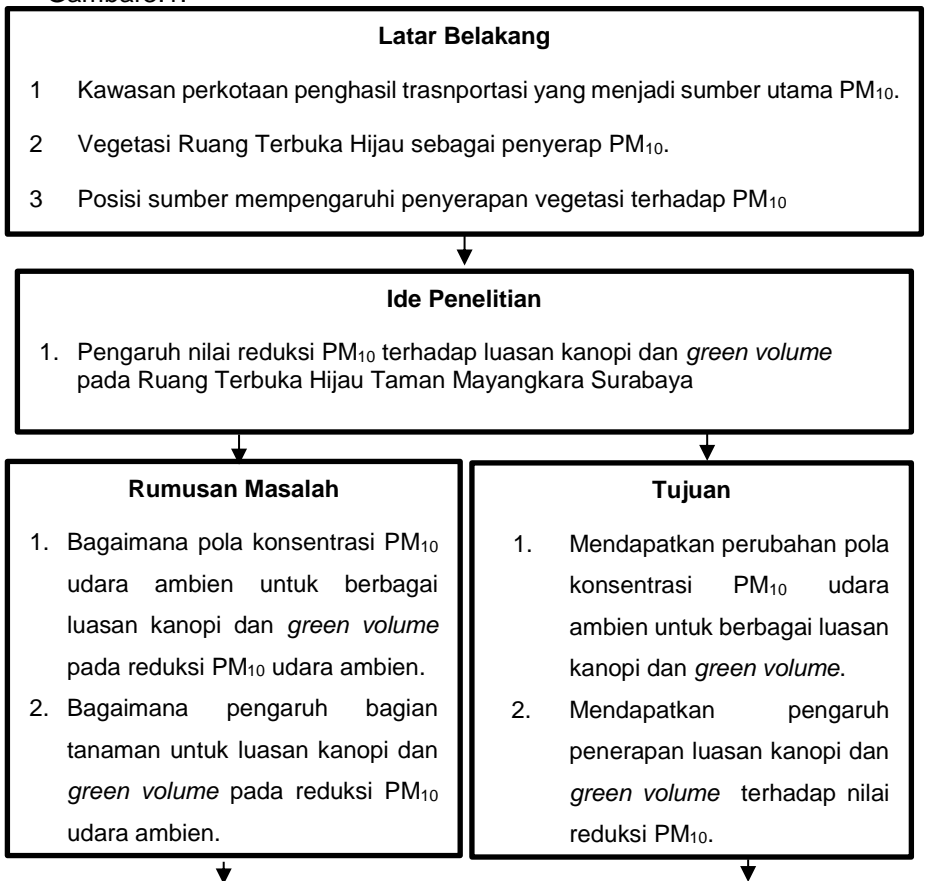 Latar Belakang
1 Kawasan perkotaan penghasil trasnportasi yang menjadi sumber utama PM₁₀.
2 Vegetasi Ruang Terbuka Hijau sebagai penyerap PM₁₀.
3 Posisi sumber mempengaruhi penyerapan vegetasi terhadap PM₁₀
Ide Penelitian
1. Pengaruh nilai reduksi PM₁₀ terhadap luasan kanopi dan green volume
pada Ruang Terbuka Hijau Taman Mayangkara Surabaya
Rumusan Masalah
1. Bagaimana pola konsentrasi PM₁₀
udara ambien untuk berbagai
luasan kanopi dan green volume
pada reduksi PM₁₀ udara ambien.
2. Bagaimana pengaruh bagian
tanaman untuk luasan kanopi dan
green volume pada reduksi PM₁₀
udara ambien.
Tujuan
1. Mendapatkan perubahan pola
konsentrasi PM₁₀ udara
ambien untuk berbagai luasan
kanopi dan green volume.
2. Mendapatkan pengaruh
penerapan luasan kanopi dan
green volume terhadap nilai
reduksi PM₁₀.